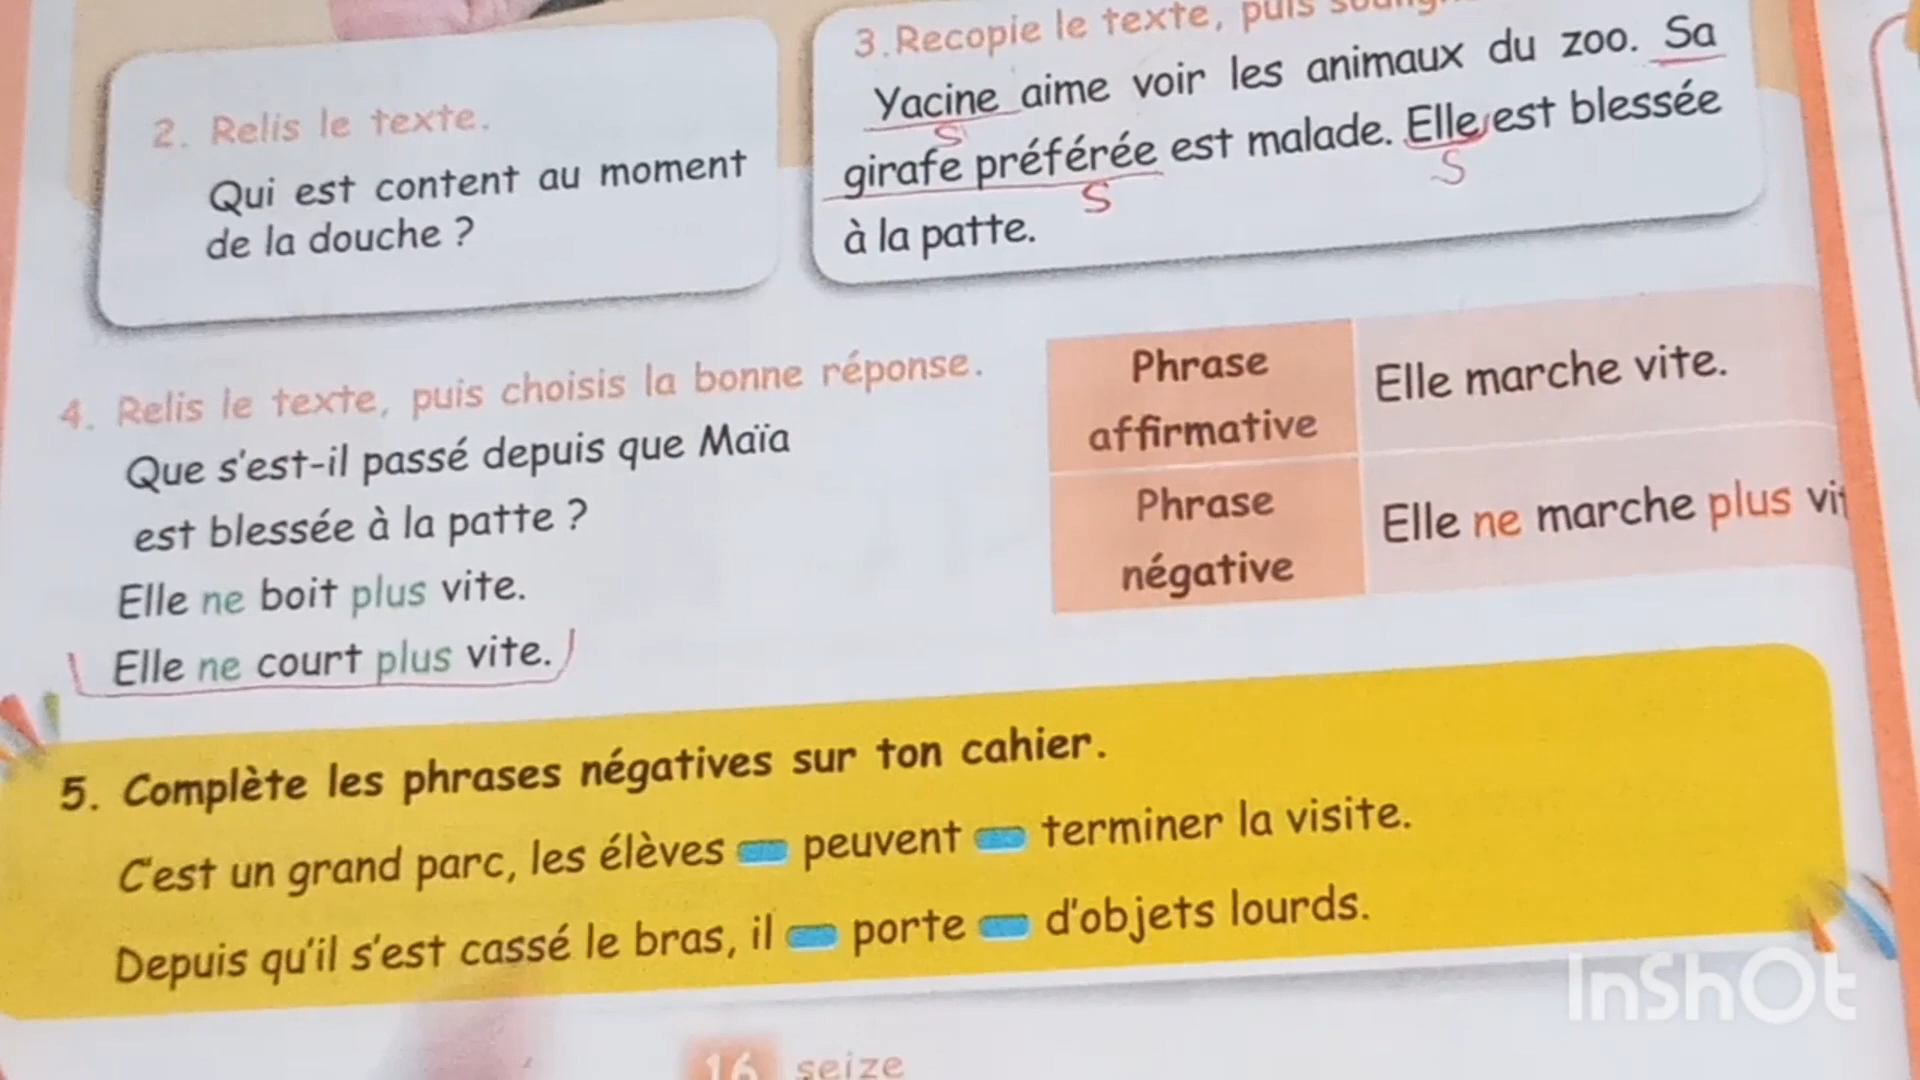 2. Relis le texte.
Qui est content au moment
de la douche ?
3. Recopie le texte, puis
Yacine aime voir les animaux du zoo. Sa
S
girafe préférée est malade. Elle est blessée
S
S
à la patte.
4. Relis le texte, puis choisis la bonne réponse.
Que s'est-il passé depuis que Maïa
est blessée à la patte ?
Elle ne boit plus vite.
Elle ne court plus vite.
Phrase
affirmative
Elle marche vite.
Phrase
négative
Elle ne marche plus
5. Complète les phrases négatives sur ton cahier.
C'est un grand parc, les élèves peuvent terminer la visite.
Depuis qu'il s'est cassé le bras, il porte d'objets lourds.
16 seize
InShOt